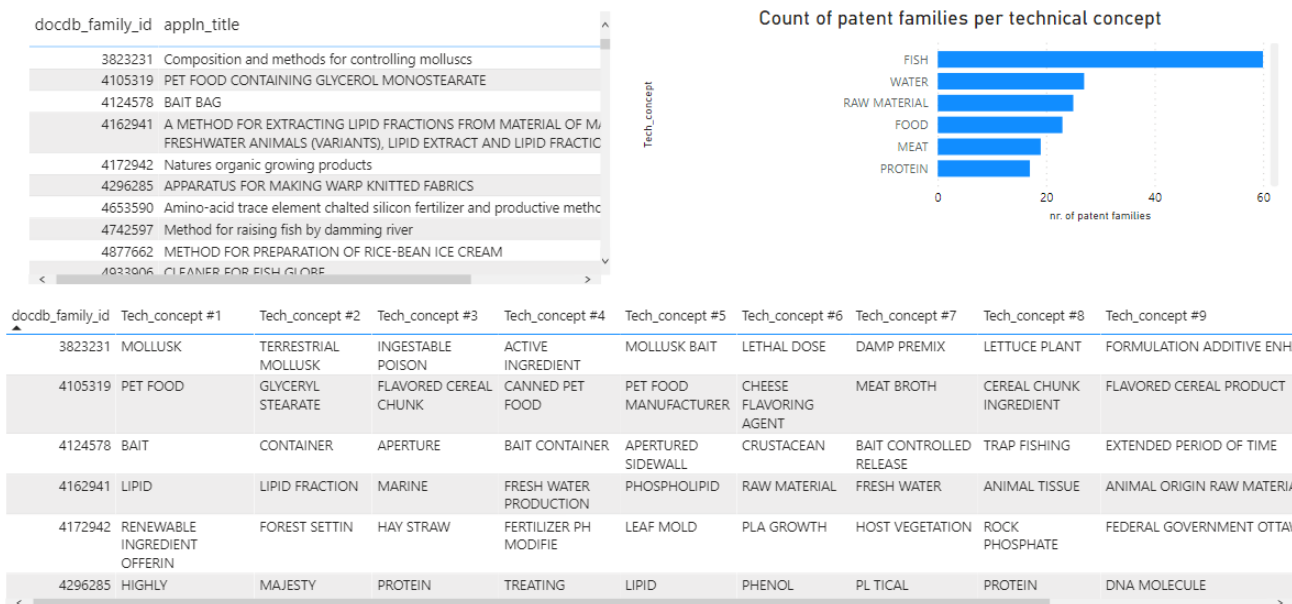 docdb_family_id appln_title
3823231 Composition and methods for controlling molluscs
4105319 PET FOOD CONTAINING GLYCEROL MONOSTEARATE
4124578 BAIT BAG
4162941 A METHOD FOR EXTRACTING LIPID FRACTIONS FROM MATERIAL OF
FRESHWATER ANIMALS (VARIANTS), LIPID EXTRACT AND LIPID
4172942 Natures organic growing products
4296285 APPARATUS FOR MAKING WARP KNITTED FABRICS
4653590 Amino-acid trace element chalted silicon fertilizer and productive
4742597 Method for raising fish by damming river
4877662 METHOD FOR PREPARATION OF RICE-BEAN ICE CREAM
4933906 CLEANER FOR FISH GLOBE
Count of patent families per technical concept
Tech_concept
FISH
WATER
RAW MATERIAL
FOOD
MEAT
PROTEIN
0 20 40 60
nr. of patent families
docdb_family_id Tech_concept #1 Tech_concept #2 Tech_concept #3 Tech_concept #4 Tech_concept #5 Tech_concept #6 Tech_concept #7 Tech_concept #8 Tech_concept #9
3823231 MOLLUSK TERRESTRIAL INGESTABLE ACTIVE MOLLUSK BAIT LETHAL DOSE DAMP PREMIX LETTUCE PLANT FORMULATION ADDITIVE ENH
MOLLUSK POISON INGREDIENT
4105319 PET FOOD GLYCERYL FLAVORED CEREAL CANNED PET PET FOOD CHEESE MEAT BROTH CEREAL CHUNK FLAVORED CEREAL PRODUCT
STEARATE CHUNK FOOD MANUFACTURER FLAVORING INGREDIENT
AGENT
4124578 BAIT CONTAINER APERTURE BAIT CONTAINER APERTURED CRUSTACEAN BAIT CONTROLLED TRAP FISHING EXTENDED PERIOD OF TIME
SIDEWALL RELEASE
4162941 LIPID LIPID FRACTION MARINE FRESH WATER PHOSPHOLIPID RAW MATERIAL FRESH WATER ANIMAL TISSUE ANIMAL ORIGIN RAW MATERIA
PRODUCTION
4172942 RENEWABLE FOREST SETTIN HAY STRAW FERTILIZER PH LEAF MOLD PLA GROWTH HOST VEGETATION ROCK FEDERAL GOVERNMENT OTTA
INGREDIENT MODIFIE PHOSPHATE
OFFERIN
4296285 HIGHLY MAJESTY PROTEIN TREATING LIPID PHENOL PL TICAL PROTEIN DNA MOLECULE